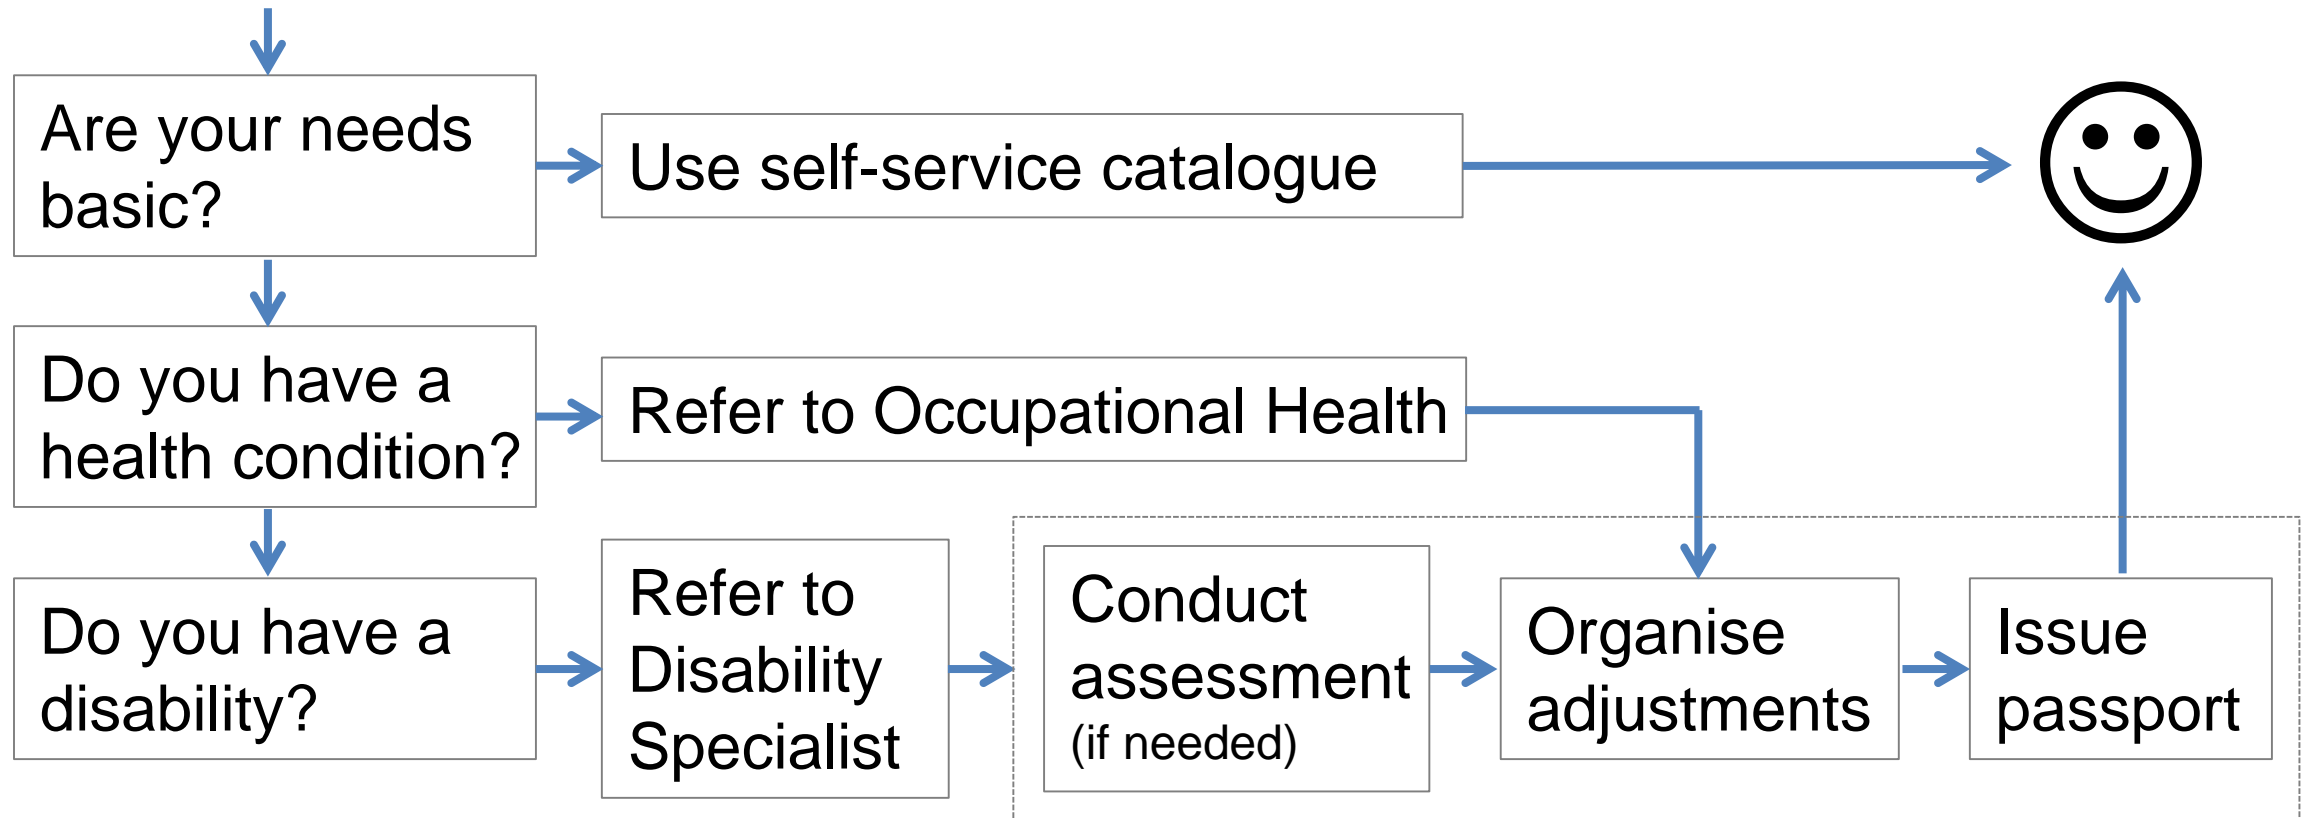 Are your needs
basic?
Use self-service catalogue
Do you have a
health condition?
Refer to Occupational Health
Do you have a
disability?
Refer to
Disability
Specialist
Conduct
assessment
(if needed)
Organise
adjustments
Issue
passport